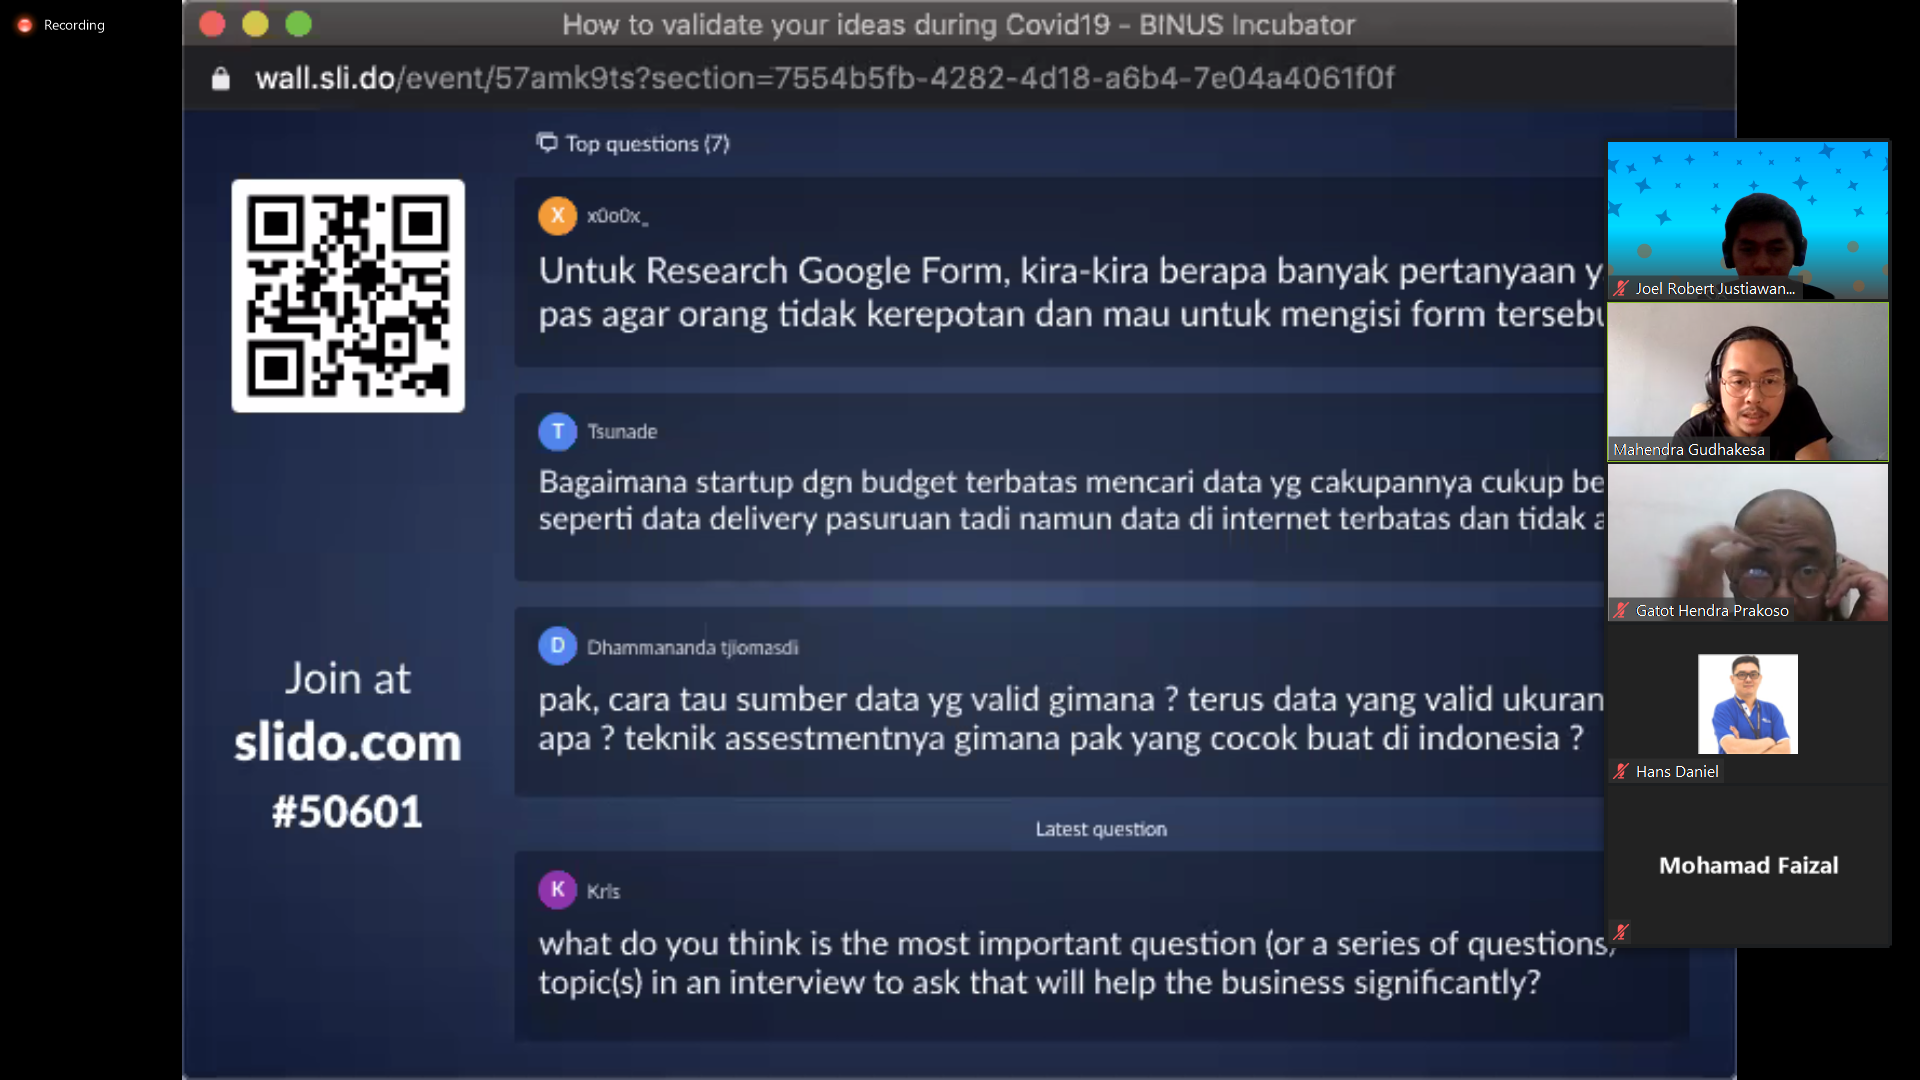 Recording
How to validate your ideas during Covid19 - BINUS Incubator
wall.sli.do/event/57amk9ts?section=7554b5fb-4282-4d18-a6b4-7e04a4061f0f
Top questions (7)
X x0o0x_
Untuk Research Google Form, kira-kira berapa banyak pertanyaan y
pas agar orang tidak kerepotan dan mau untuk mengisi form tersebu
T Tsunade
Bagaimana startup dgn budget terbatas mencari data yg cakupannya cukup be
seperti data delivery pasuruan tadi namun data di internet terbatas dan tidak a
D Dhammananda tjiomasdi
pak, cara tau sumber data yg valid gimana ? terus data yang valid ukuran
apa ? teknik assestmentnya gimana pak yang cocok buat di indonesia ?
Latest question
K Kris
what do you think is the most important question (or a series of questions/
topic(s) in an interview to ask that will help the business significantly?
Join at
slido.com
#50601
Joel Robert Justiawan...
Mahendra Gudhakesa
Gatot Hendra Prakoso
Hans Daniel
Mohamad Faizal